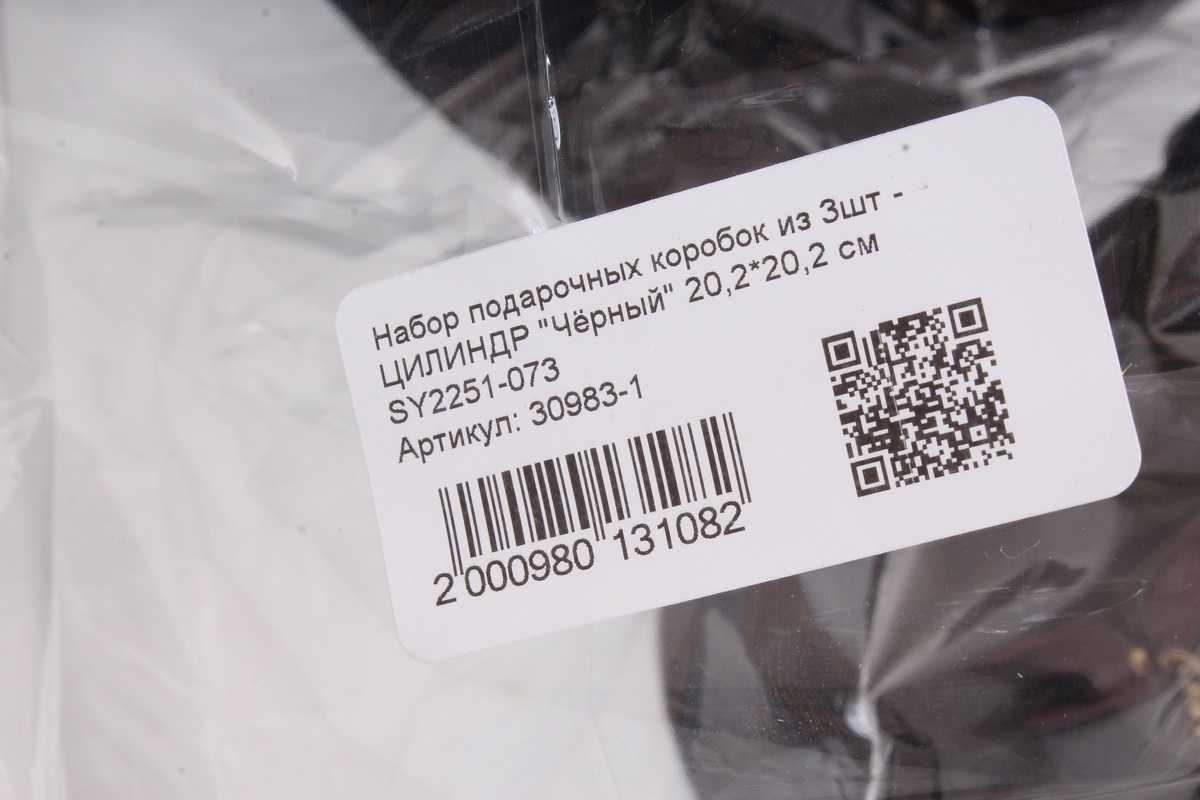 Набор подарочных коробок из 3шт -
ЦИЛИНДР "Чёрный" 20,2*20,2 см
SY2251-073
Артикул: 30983-1
2 000980 131082